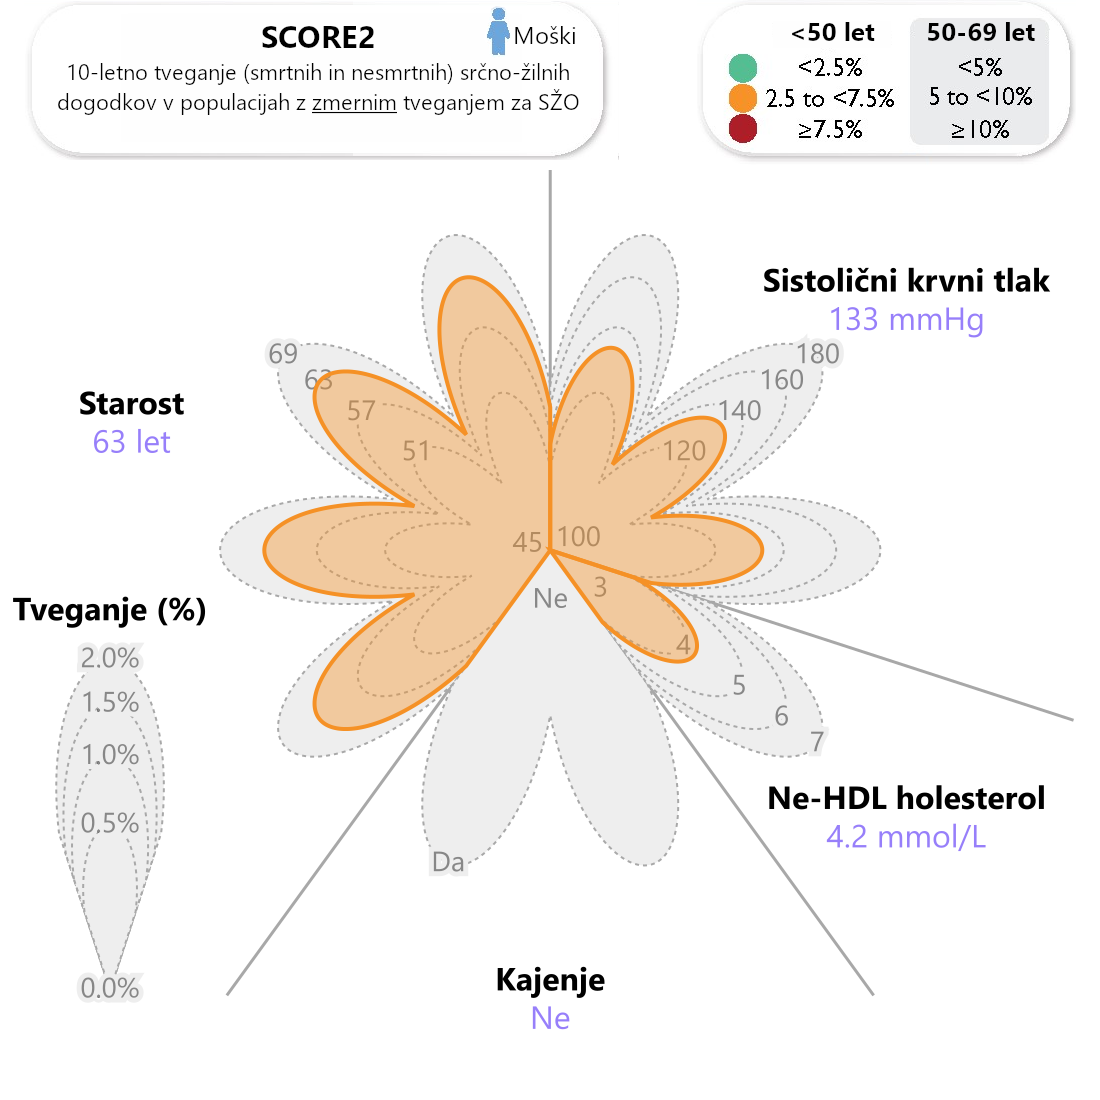 SCORE2
Moški
10-letno tveganje (smrtnih in nesmrtnih) srčno-žilnih
dogodkov v populacijah z zmernim tveganjem za SŽO
<50 let 50-69 let
<2.5% <5%
2.5 to <7.5% 5 to <10%
≥7.5% ≥10%
Sistolični krvni tlak
133 mmHg
180
160
140
120
100
69
63
57
51
45
Starost
63 let
Ne
3
4
5
6
7
Tveganje (%)
2.0%
1.5%
1.0%
0.5%
0.0%
Ne-HDL holesterol
4.2 mmol/L
Da
Kajenje
Ne